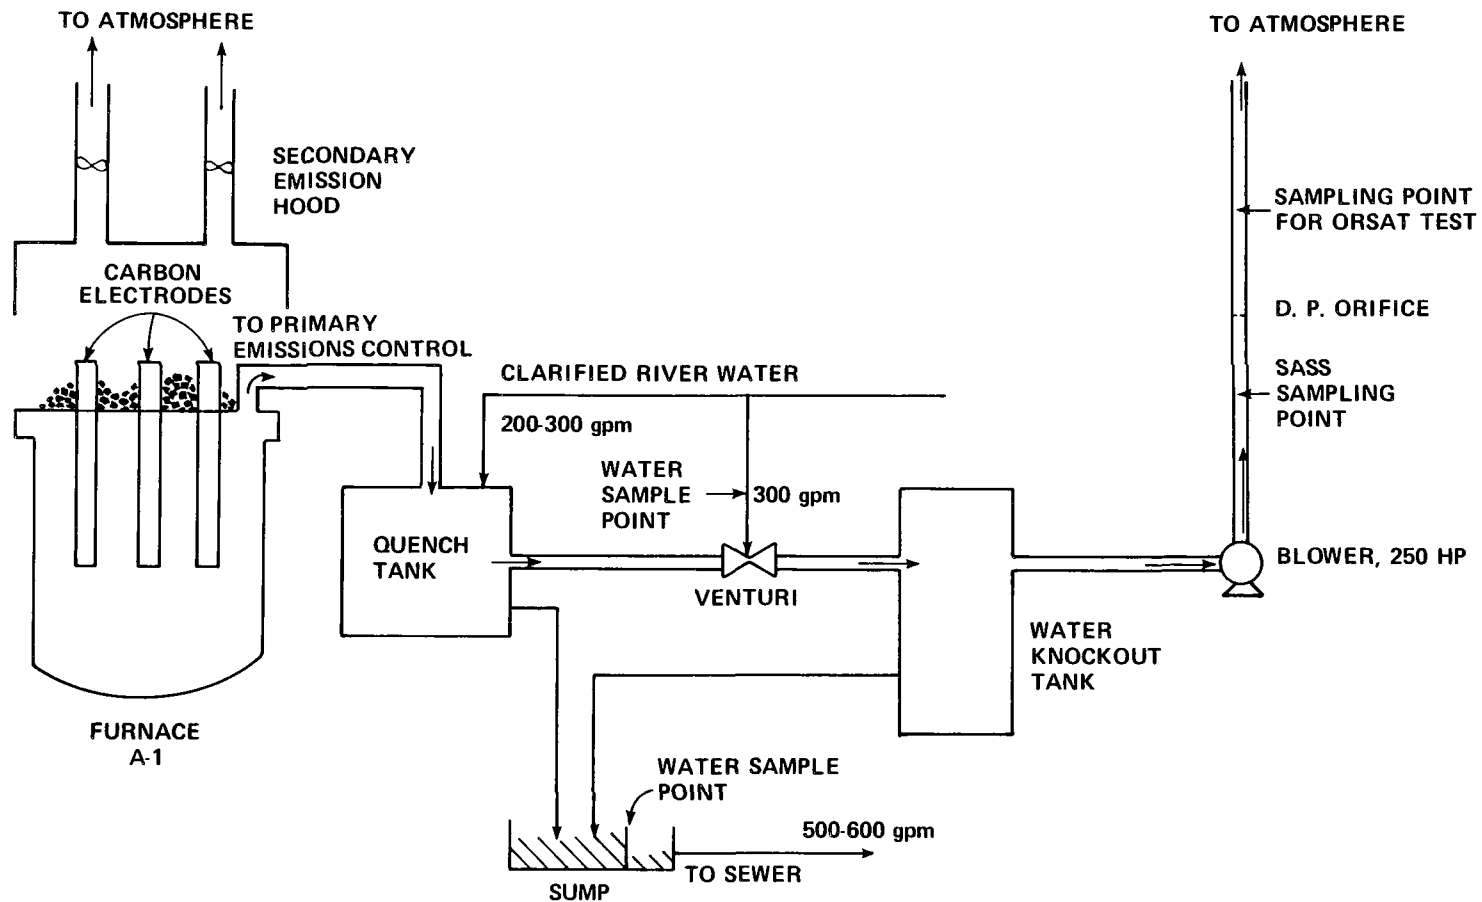 TO ATMOSPHERE
TO ATMOSPHERE
SECONDARY
EMISSION
HOOD
SAMPLING POINT
FOR ORSAT TEST
CARBON
ELECTRODES
TO PRIMARY
EMISSIONS CONTROL
D. P. ORIFICE
CLARIFIED RIVER WATER
SASS
SAMPLING
POINT
200-300 gpm
WATER
SAMPLE
POINT
300 gpm
QUENCH
TANK
VENTURI
BLOWER, 250 HP
WATER
KNOCKOUT
TANK
FURNACE
A-1
WATER SAMPLE
POINT
500-600 gpm
TO SEWER
SUMP